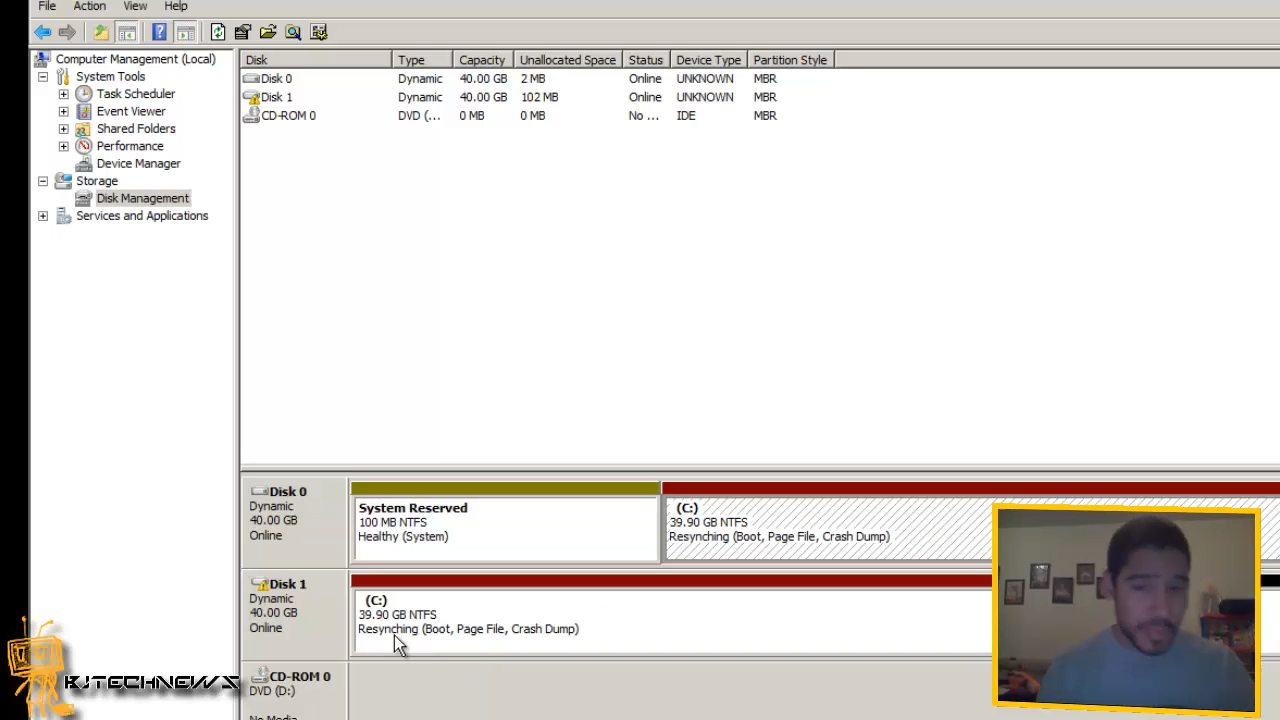 File Action View Help
Computer Management (Local)
System Tools
Task Scheduler
Event Viewer
Shared Folders
Performance
Device Manager
Storage
Disk Management
Services and Applications
Disk Type Capacity Unallocated Space Status Device Type Partition Style
Disk 0 Dynamic 40.00 GB 2 MB Online UNKNOWN MBR
Disk 1 Dynamic 40.00 GB 102 MB Online UNKNOWN MBR
CD-ROM 0 DVD (... 0 MB 0 MB No ... IDE MBR
Disk 0
Dynamic
40.00 GB
Online
System Reserved
100 MB NTFS
Healthy (System)
(C:)
39.90 GB NTFS
Resynching (Boot, Page File, Crash Dump)
Disk 1
Dynamic
40.00 GB
Online
(C:)
39.90 GB NTFS
Resynching (Boot, Page File, Crash Dump)
CD-ROM 0
DVD (D:)
No Media
BJTECHNEWS